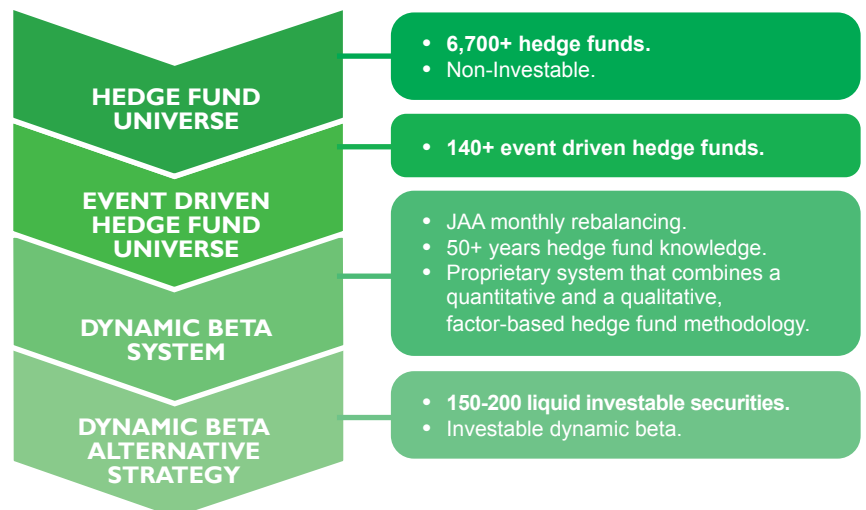 HEDGE FUND
UNIVERSE
• 6,700+ hedge funds.
• Non-Investable.
EVENT DRIVEN
HEDGE FUND
UNIVERSE
• 140+ event driven hedge funds.
DYNAMIC BETA
SYSTEM
• JAA monthly rebalancing.
• 50+ years hedge fund knowledge.
• Proprietary system that combines a
quantitative and a qualitative,
factor-based hedge fund methodology.
DYNAMIC BETA
ALTERNATIVE
STRATEGY
• 150-200 liquid investable securities.
• Investable dynamic beta.